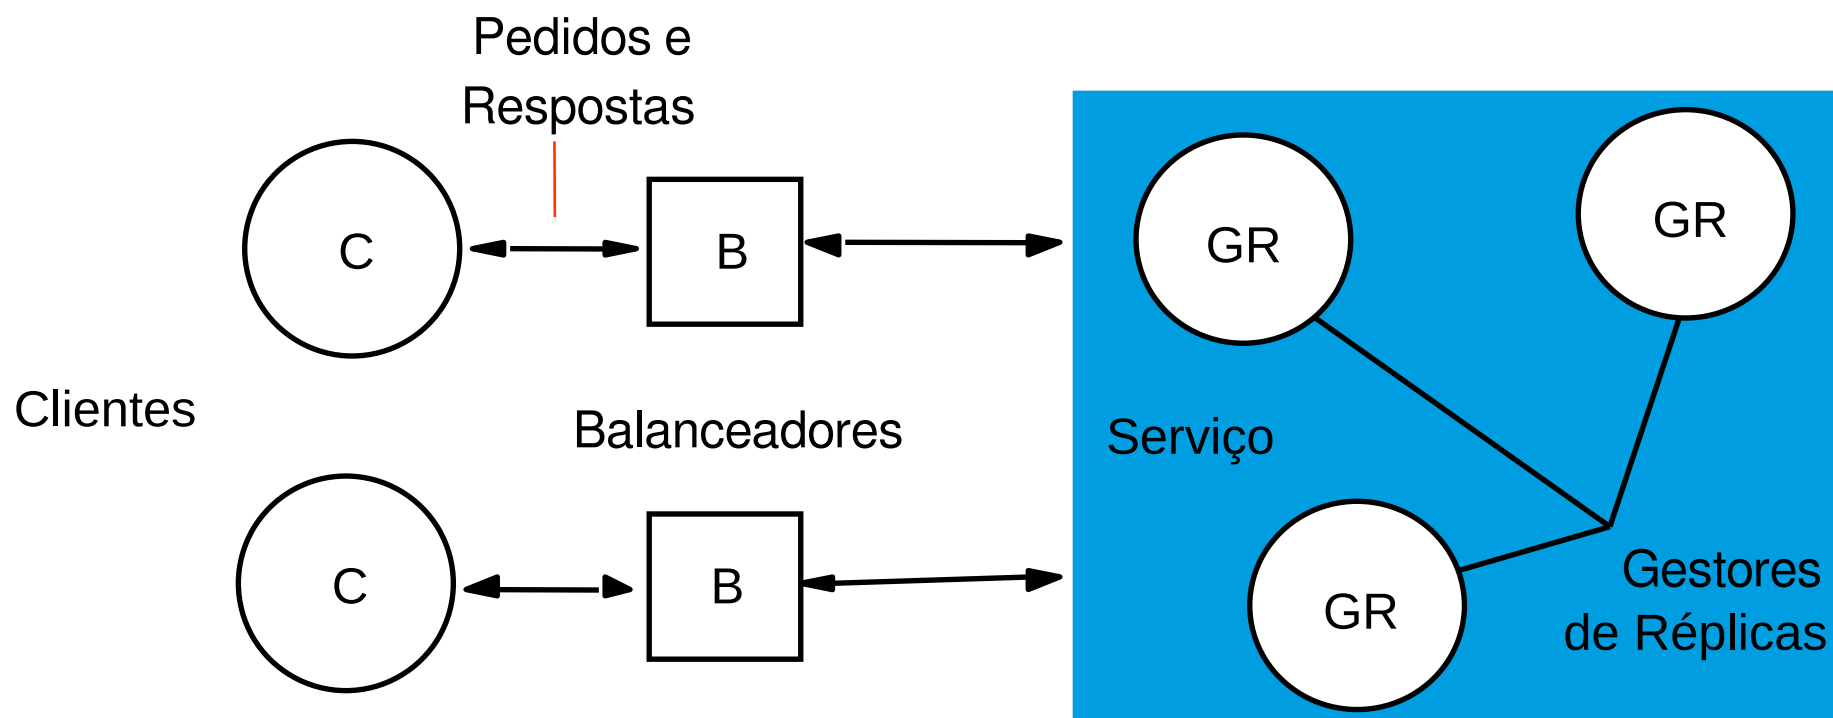 Pedidos e
Respostas
C
B
GR
GR
Clientes
Balanceadores
Serviço
C
B
GR
Gestores
de Réplicas